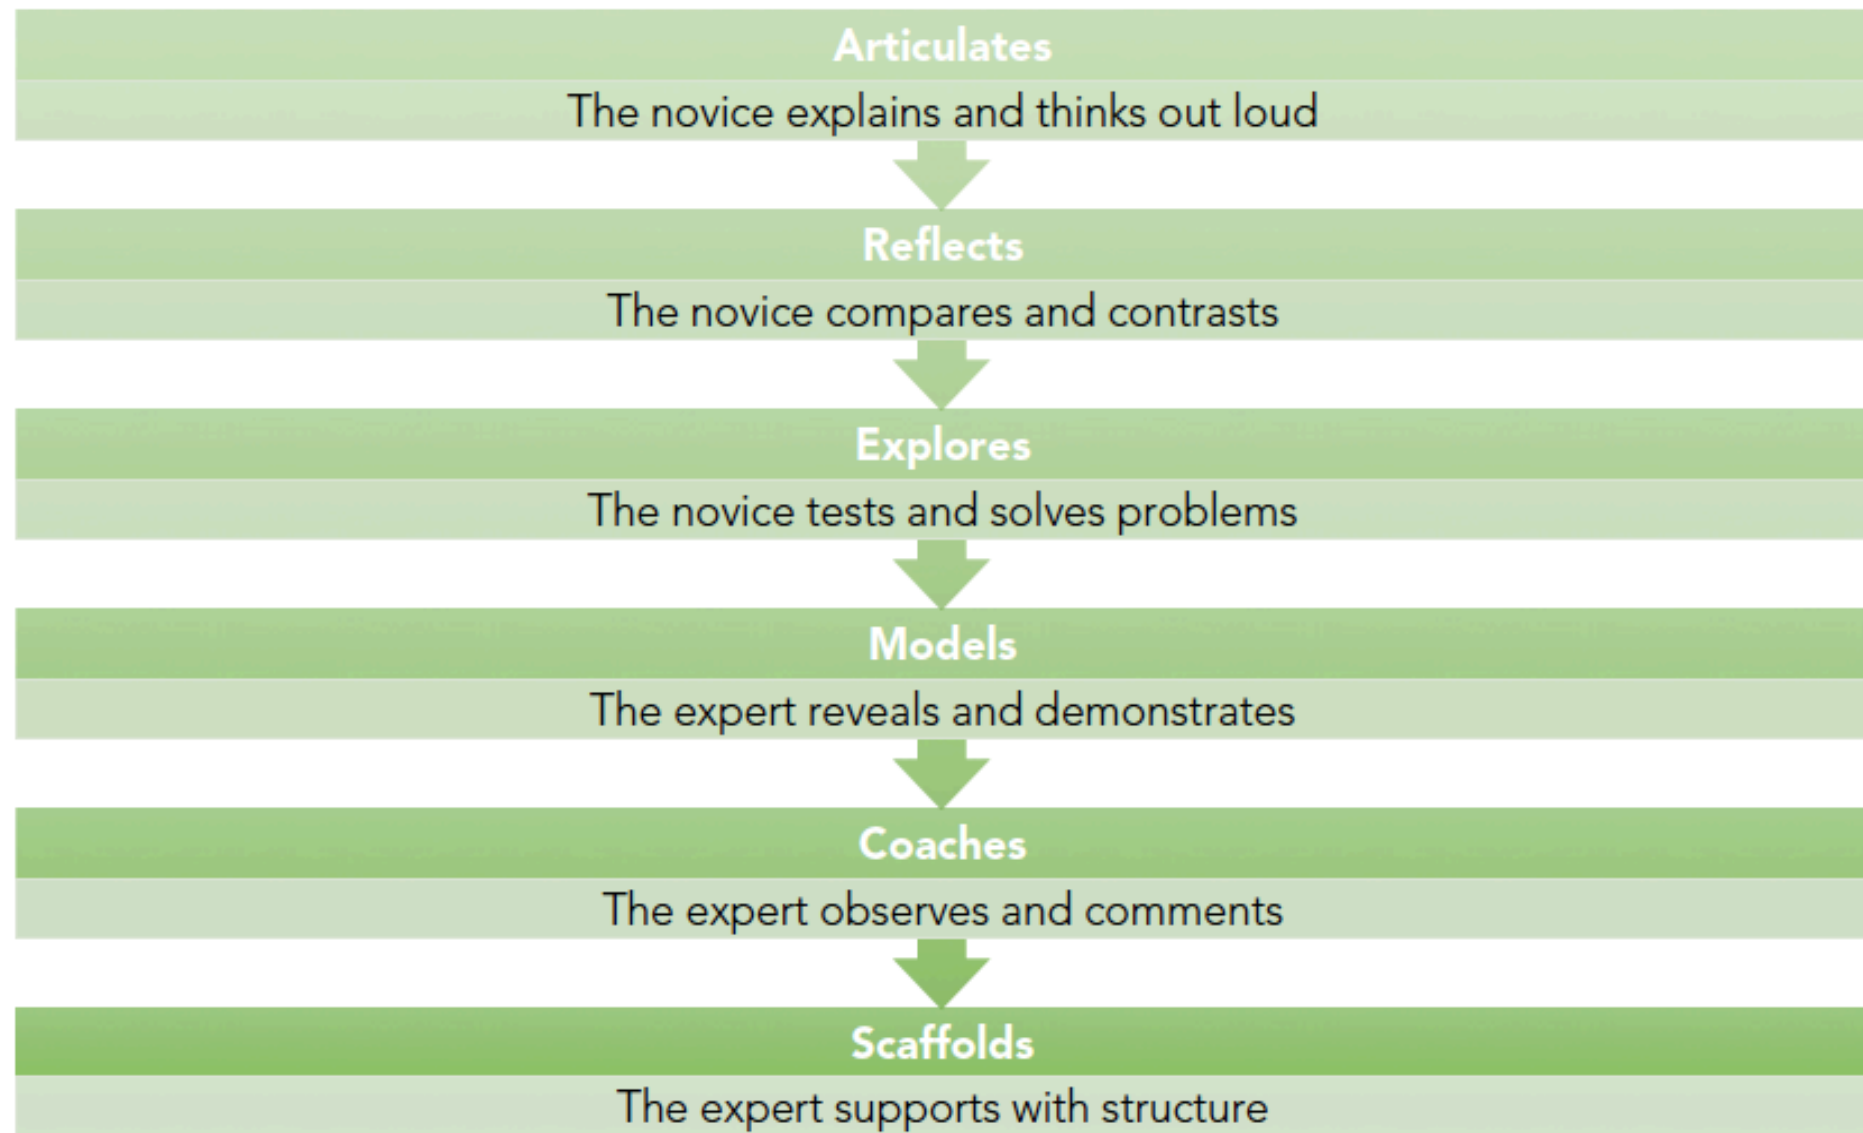 Articulates
The novice explains and thinks out loud
Reflects
The novice compares and contrasts
Explores
The novice tests and solves problems
Models
The expert reveals and demonstrates
Coaches
The expert observes and comments
Scaffolds
The expert supports with structure